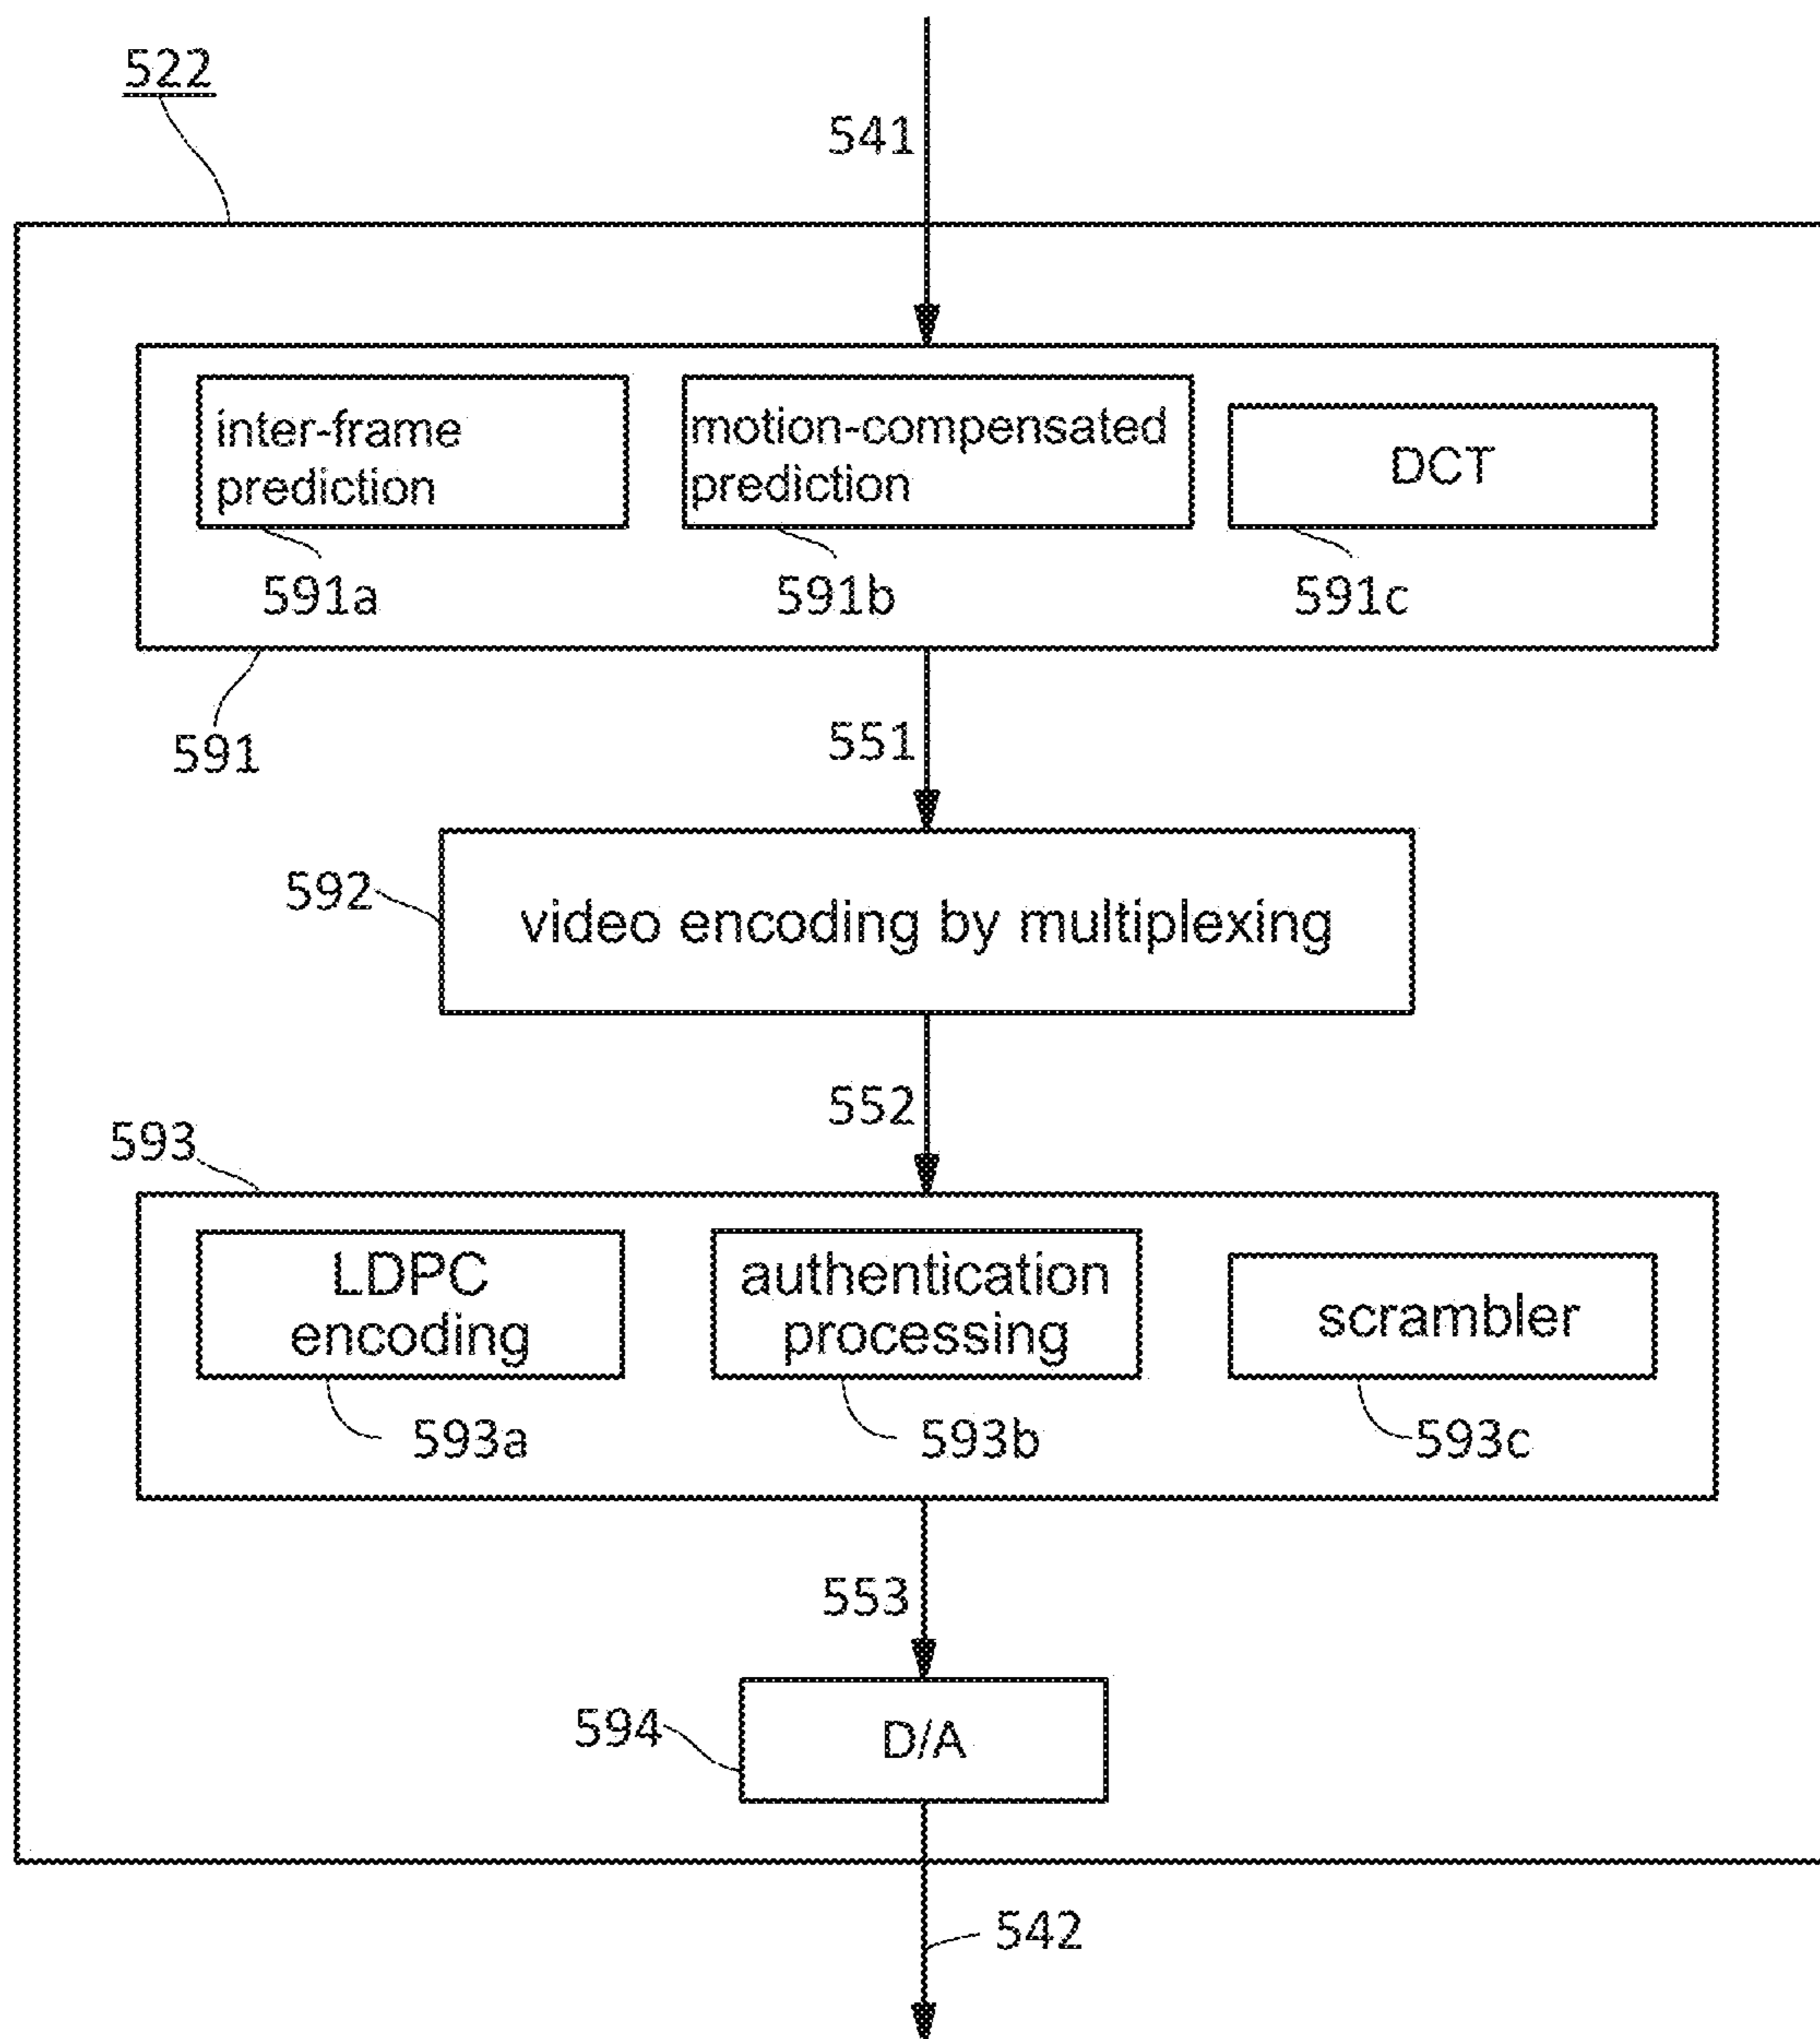 522
541
inter-frame
prediction
motion-compensated
prediction
DCT
591a
591b
591c
591
551
592
video encoding by multiplexing
552
593
LDPC
encoding
authentication
processing
scrambler
593a
593b
593c
553
594
D/A
542